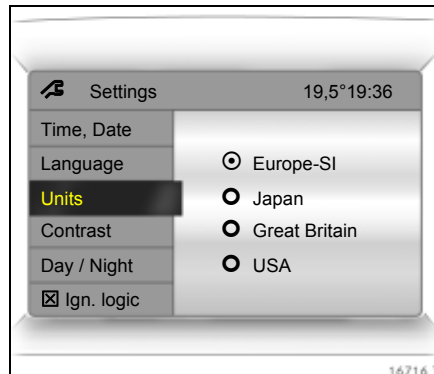 Settings 19,5°19:36
Time, Date
Language
Units
Contrast
Day / Night
Ign. logic
Europe-SI
Japan
Great Britain
USA
16716